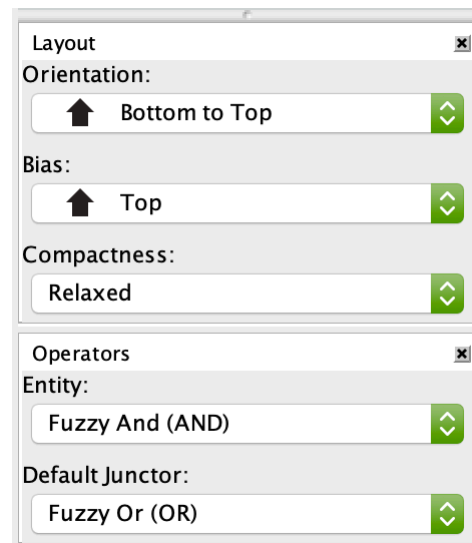 Layout
Orientation:
Bottom to Top
Bias:
Top
Compactness:
Relaxed
Operators
Entity:
Fuzzy And (AND)
Default Junctor:
Fuzzy Or (OR)